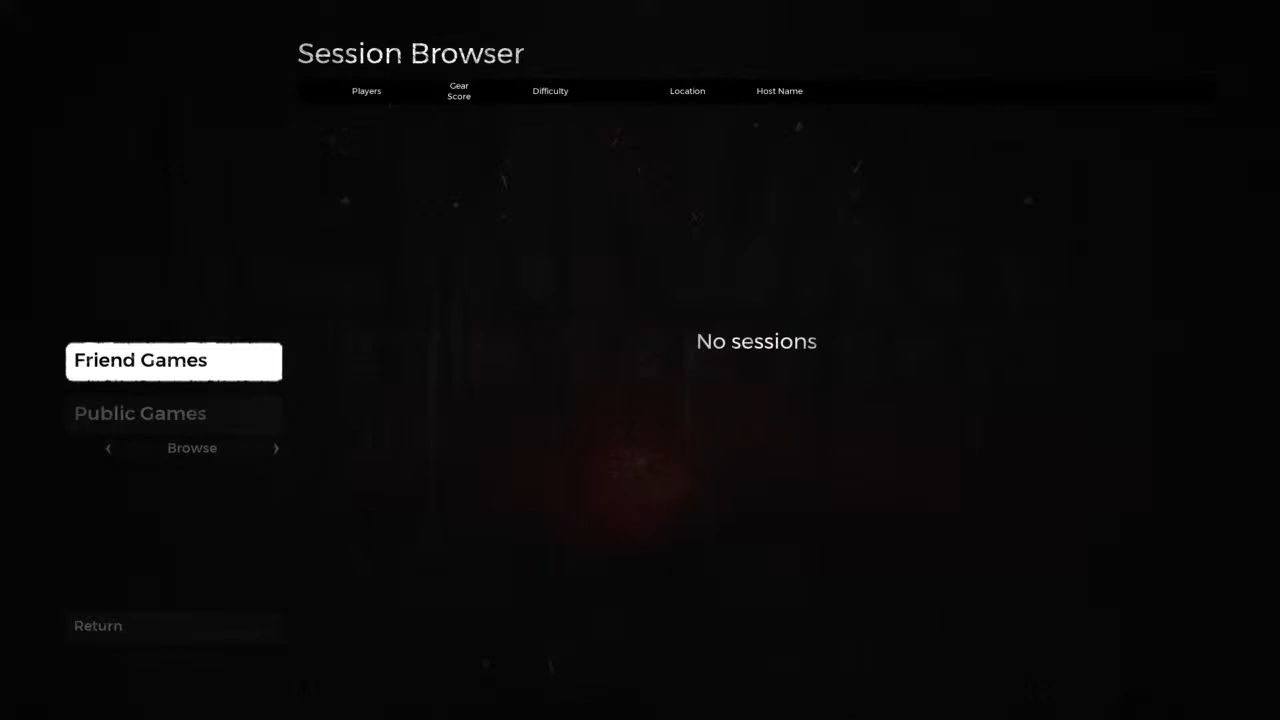 Session Browser
Players Gear Score Difficulty Location Host Name
No sessions
Friend Games
Public Games
‹ Browse ›
Return